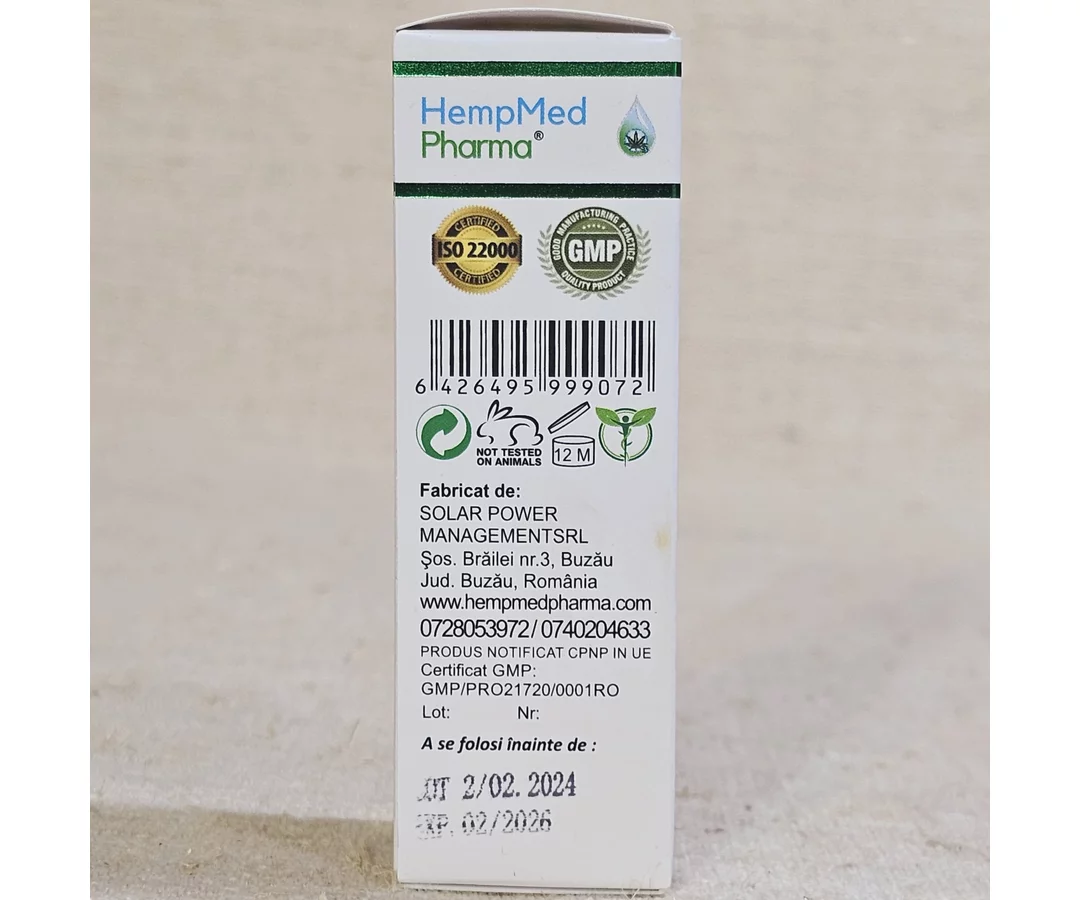 HempMed
Pharma®
CERTIFIED
ISO 22000
CERTIFIED
GOOD MANUFACTURING PRACTICE
GMP
QUALITY PRODUCT
6 426495 999072
NOT TESTED
ON ANIMALS
12 M
Fabricat de:
SOLAR POWER
MANAGEMENTSRL
Şos. Brăilei nr.3, Buzău
Jud. Buzău, România
www.hempmedpharma.com
0728053972/0740204633
PRODUS NOTIFICAT CPNP IN UE
Certificat GMP:
GMP/PRO21720/0001RO
Lot: Nr:
A se folosi înainte de :
LOT 2/02. 2024
EXP. 02/2026